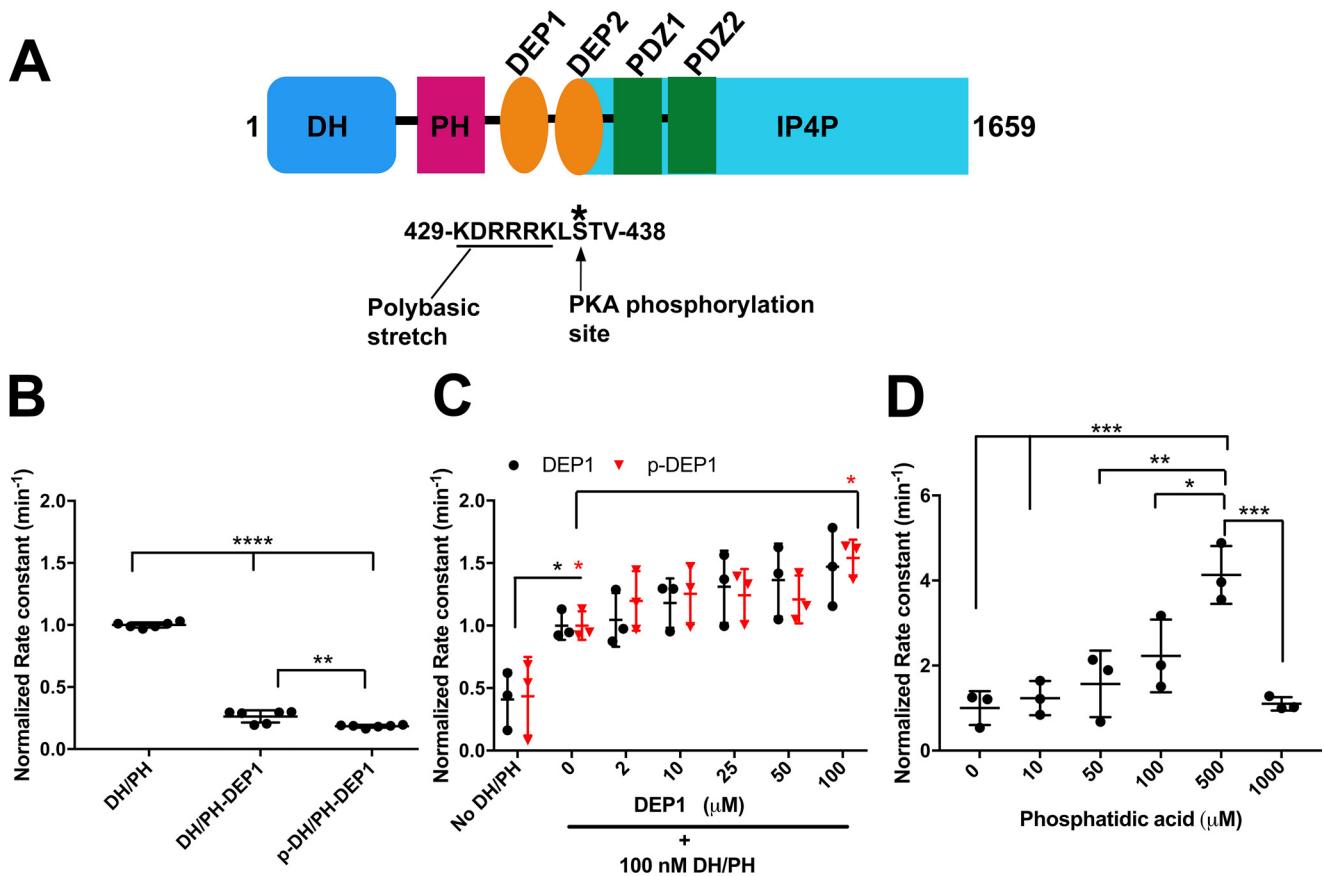 A
DEP1 DEP2 PDZ1 PDZ2
1 DH PH IP4P 1659
*
429-KDRRRKLSTV-438
Polybasic
stretch
PKA phosphorylation
site
B
Normalized Rate constant (min⁻¹)
2.0
1.5
1.0
0.5
0.0
****
**
DH/PH
DH/PH-DEP1
p-DH/PH-DEP1
C
DEP1 p-DEP1
Normalized Rate constant (min⁻¹)
2.0
1.5
1.0
0.5
0.0
* *
*
No DH/PH 0 2 10 25 50 100
DEP1 (μM)
+
100 nM DH/PH
D
Normalized Rate constant (min⁻¹)
6
4
2
0
***
**
*
***
0 10 50 100 500 1000
Phosphatidic acid (μM)